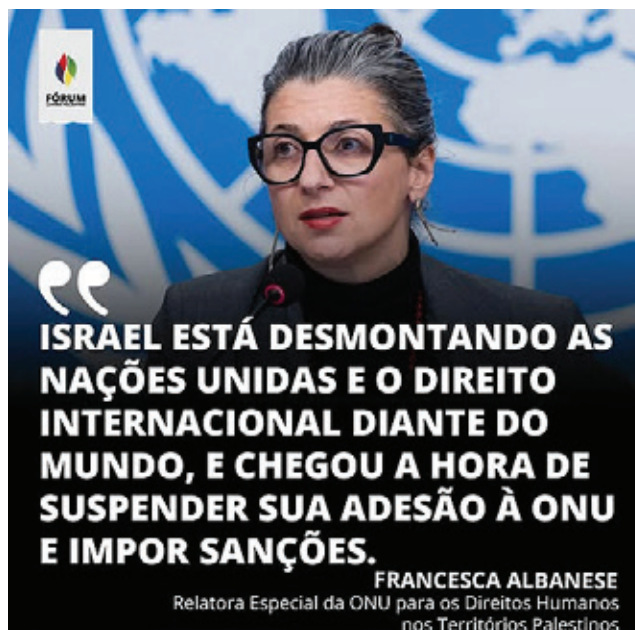 FÓRUM
“
ISRAEL ESTÁ DESMONTANDO AS
NAÇÕES UNIDAS E O DIREITO
INTERNACIONAL DIANTE DO
MUNDO, E CHEGOU A HORA DE
SUSPENDER SUA ADESÃO À ONU
E IMPOR SANÇÕES.
FRANCESCA ALBANESE
Relatora Especial da ONU para os Direitos Humanos
nos Territórios Palestinos